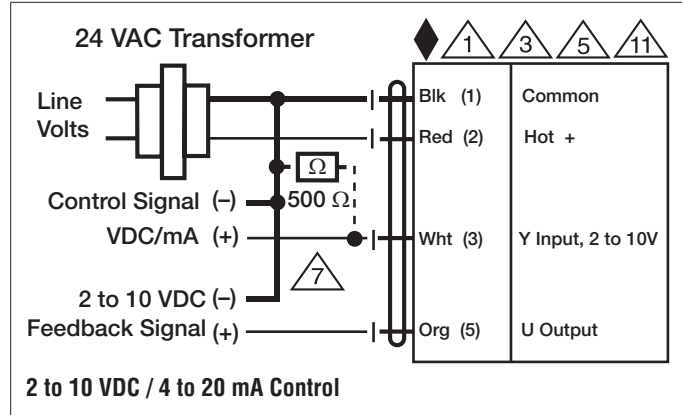 24 VAC Transformer
1 3 5 11
Line
Volts
Blk (1) Common
Red (2) Hot +
Ω
500 Ω
Control Signal (–)
VDC/mA (+)
Wht (3) Y Input, 2 to 10V
7
2 to 10 VDC (–)
Feedback Signal (+)
Org (5) U Output
2 to 10 VDC / 4 to 20 mA Control